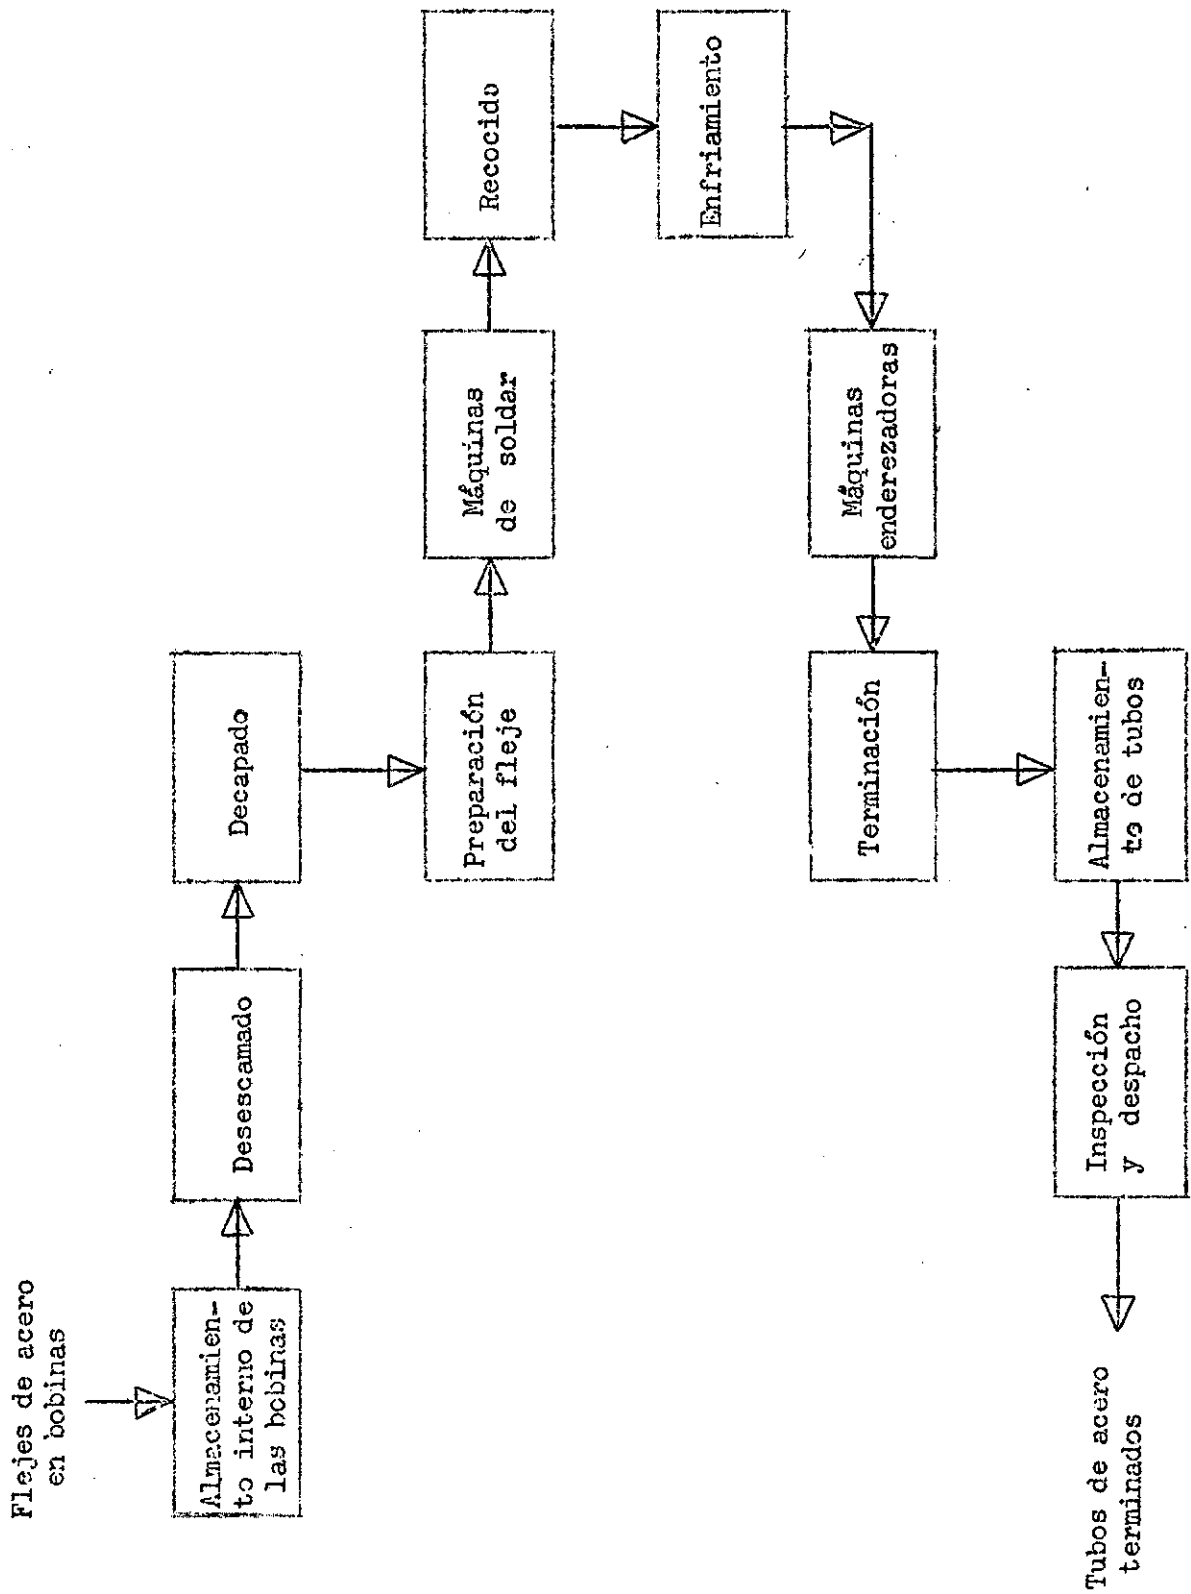 Flejes de acero
en bobinas
Almacenamien-
to interno de
las bobinas
Desescamado
Decapado
Preparación
del fleje
Máquinas
de soldar
Recocido
Enfriamiento
Máquinas
enderezadoras
Terminación
Almacenamien-
to de tubos
Inspección
y despacho
Tubos de acero
terminados